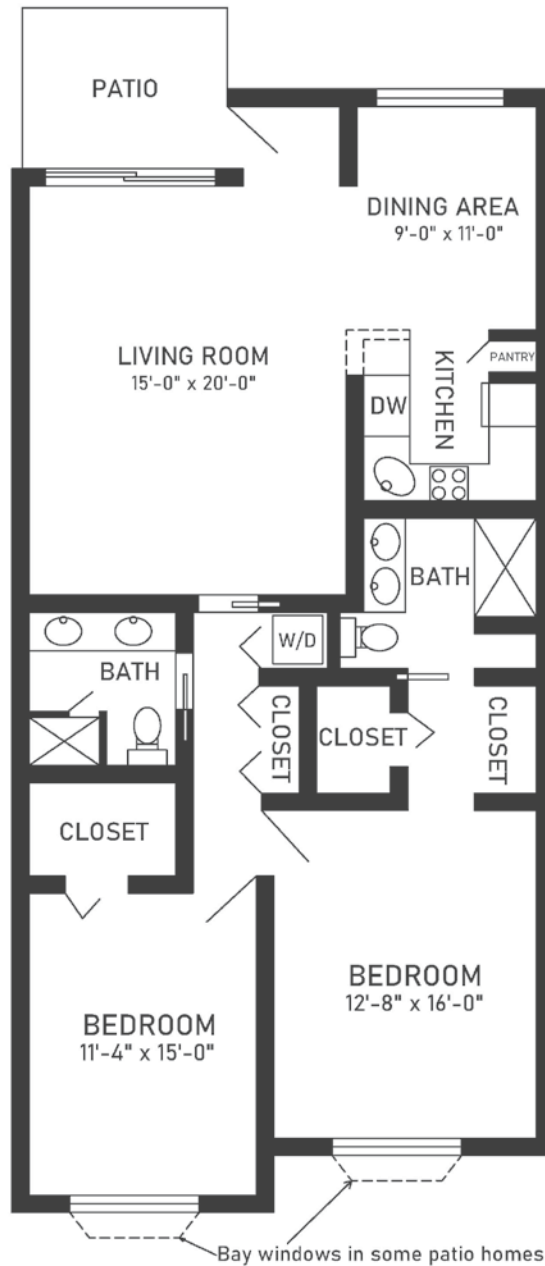 PATIO
DINING AREA
9'-0" x 11'-0"
LIVING ROOM
15'-0" x 20'-0"
KITCHEN
PANTRY
DW
BATH
W/D
BATH
CLOSET
CLOSET
CLOSET
CLOSET
BEDROOM
12'-8" x 16'-0"
BEDROOM
11'-4" x 15'-0"
Bay windows in some patio homes